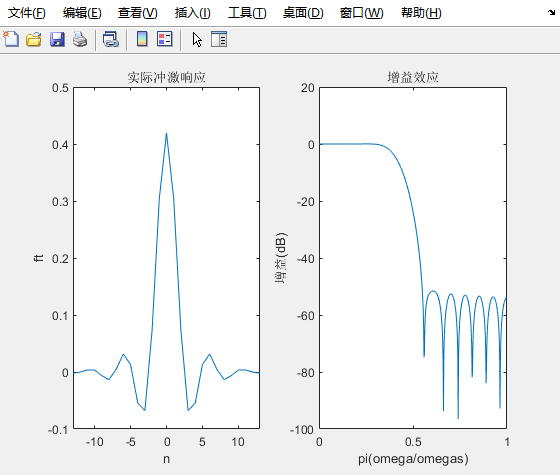 文件(F) 编辑(E) 查看(V) 插入(I) 工具(T) 桌面(D) 窗口(W) 帮助(H)
实际冲激响应
0.5
0.4
0.3
0.2
0.1
0
-0.1
ft
-10 -5 0 5 10
n
增益效应
20
0
-20
-40
-60
-80
-100
增益(dB)
0 0.5 1
pi(omega/omegas)